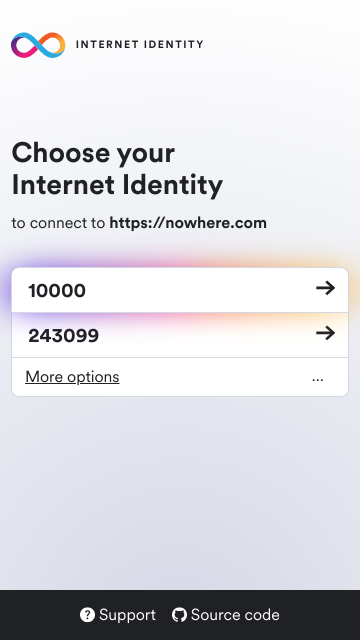 INTERNET IDENTITY
Choose your
Internet Identity
to connect to https://nowhere.com
10000
243099
More options ...
Support Source code